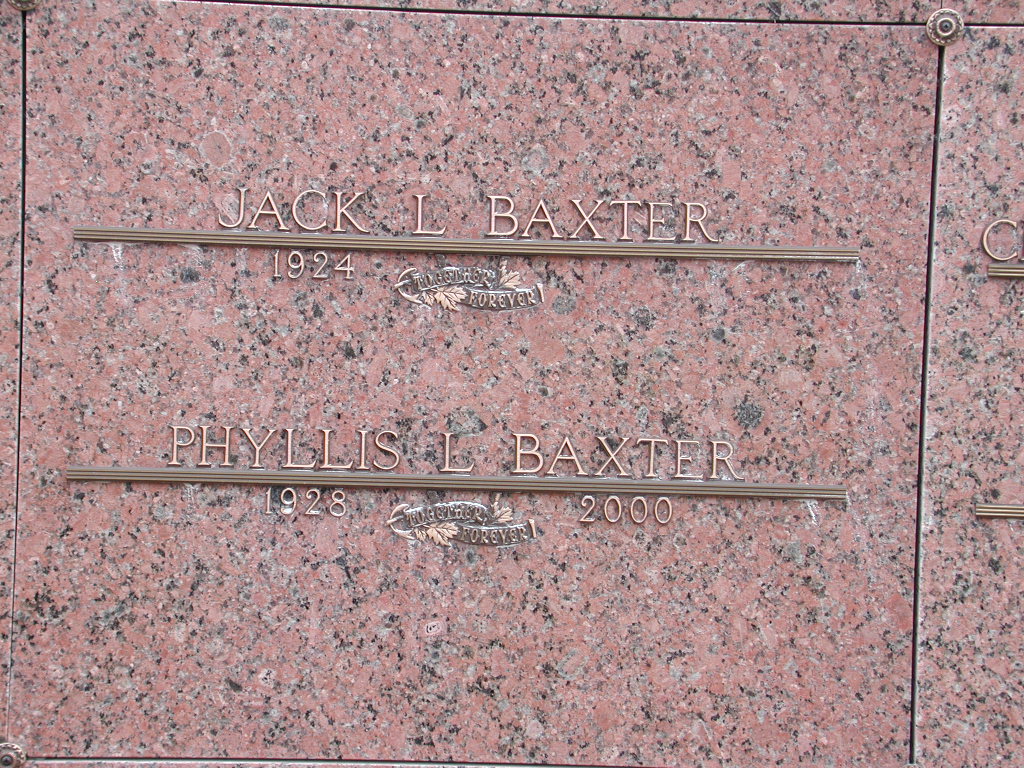 JACK L BAXTER
1924
TOGETHER
FOREVER
PHYLLIS L BAXTER
1928 2000
TOGETHER
FOREVER
C